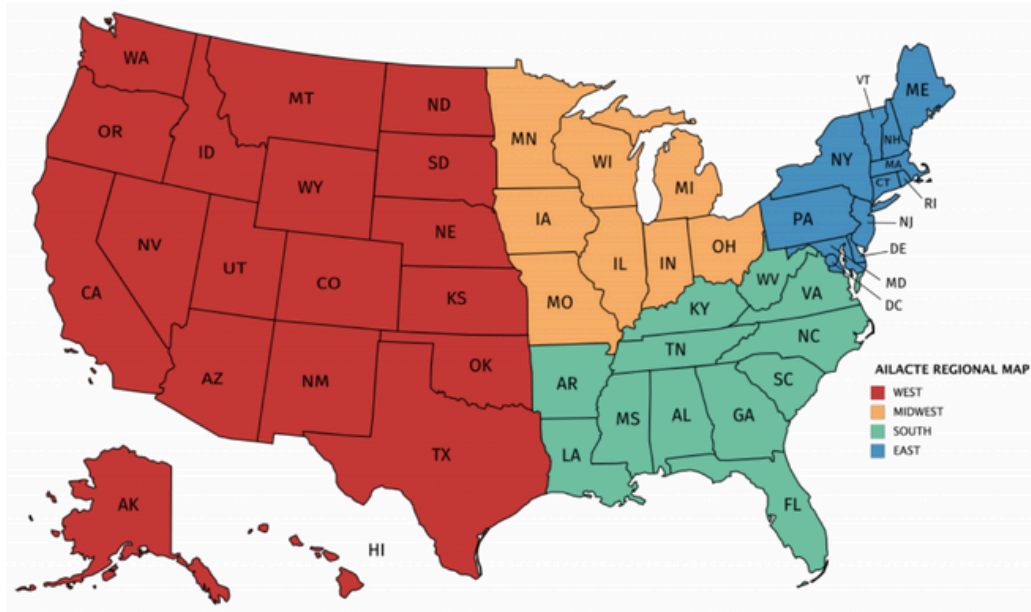 WA
MT
ND
MN
VT
ME
OR
ID
SD
WI
NH
NY
MA
WY
MI
CT
RI
IA
PA
NJ
NV
NE
OH
DE
UT
IL
IN
CO
MD
CA
KS
MO
WV
VA
DC
KY
NC
TN
AZ
NM
OK
AR
SC
AILACTE REGIONAL MAP
WEST
MIDWEST
SOUTH
EAST
MS
AL
GA
TX
LA
AK
FL
HI